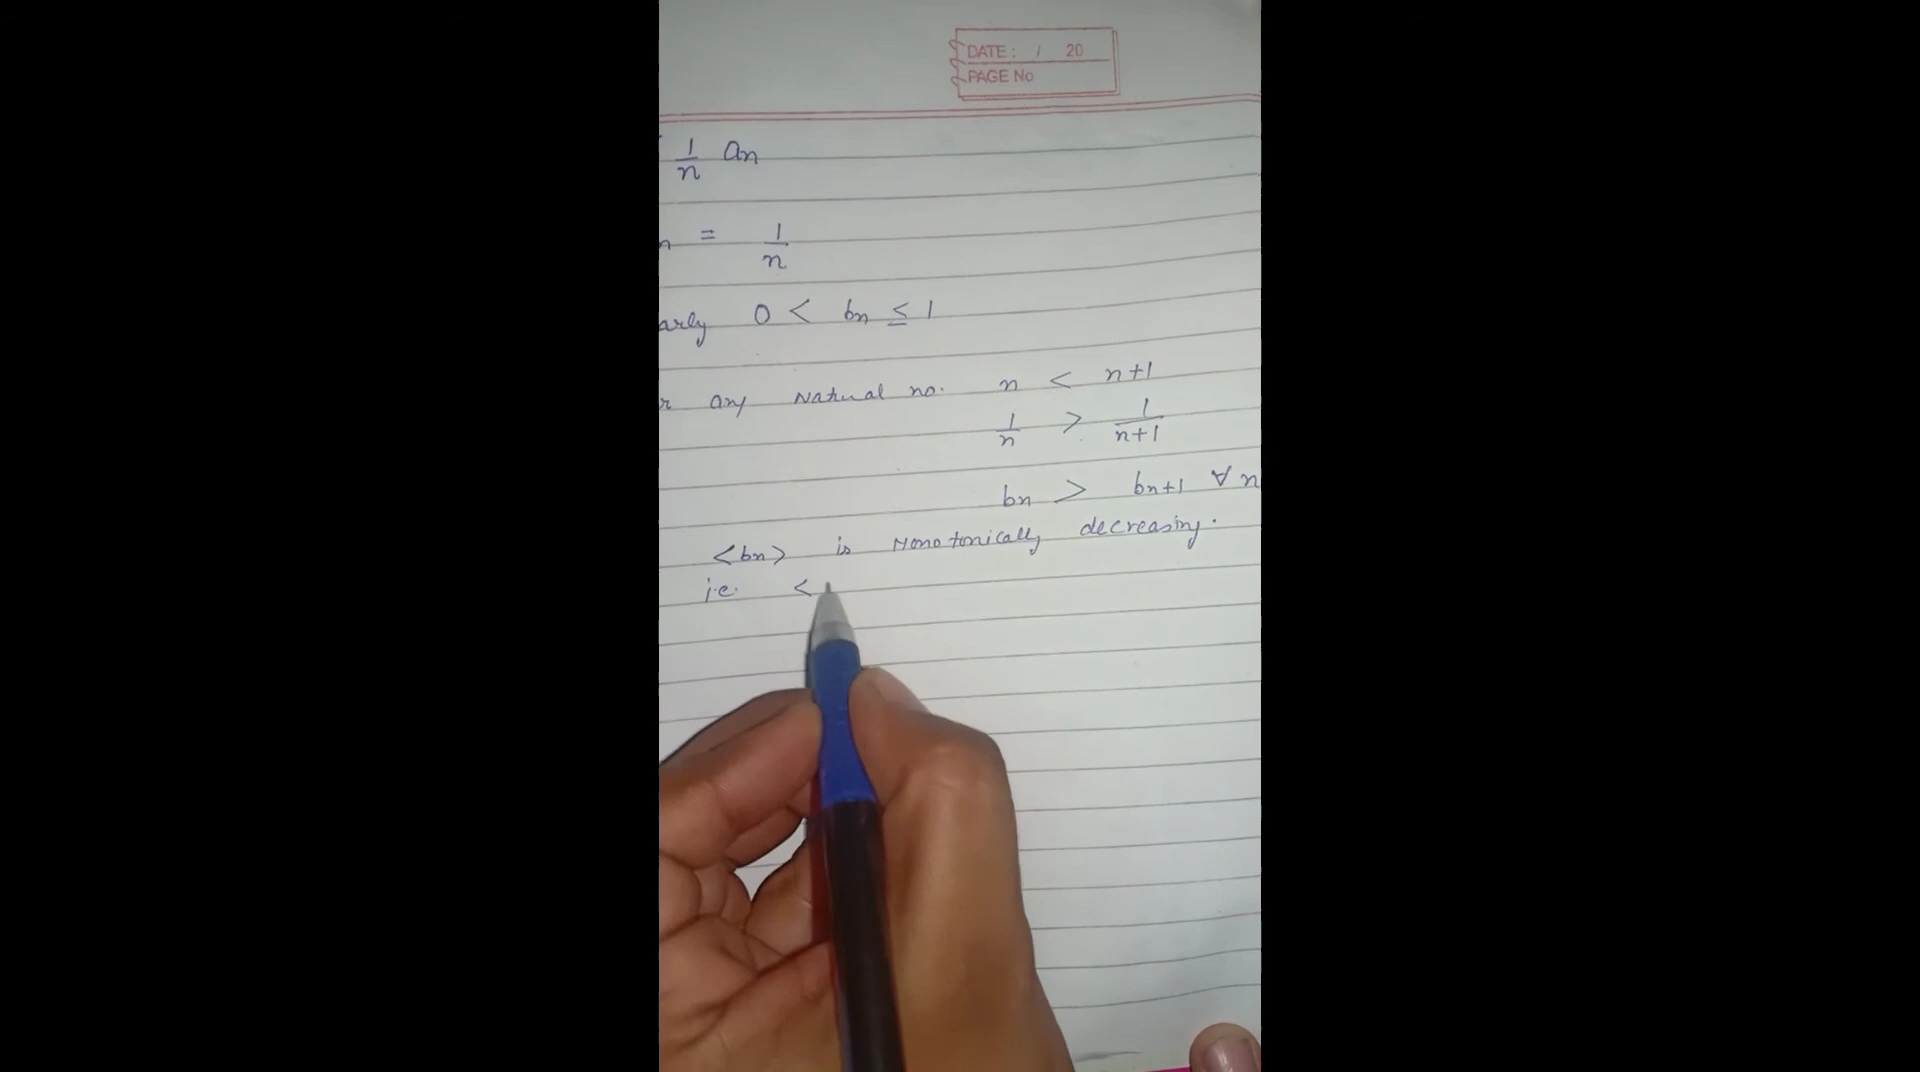 DATE : / 20
PAGE No
1/n an
n = 1/n
arly 0 < bn ≤ 1
r any Natural no. n < n+1
1/n > 1/n+1
bn > bn+1 ∀ n
<bn> is Monotonically decreasing.
i.e. <